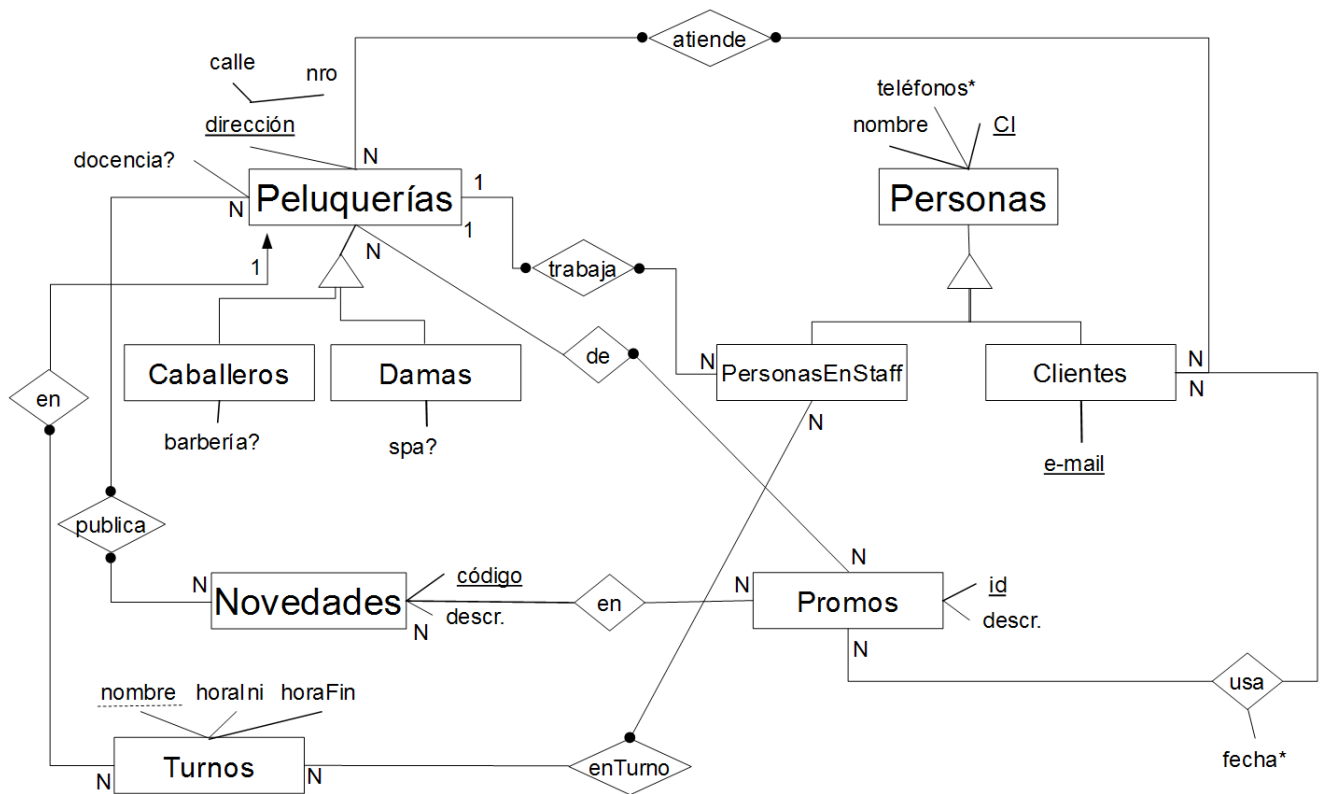 atiende
calle
nro
teléfonos*
dirección
nombre
CI
docencia?
N
1
Peluquerías
Personas
N
1
N
1
trabaja
de
N
N
Caballeros
Damas
PersonasEnStaff
Clientes
N
en
N
barbería?
spa?
e-mail
publica
N
código
N
N
id
Novedades
en
Promos
descr.
descr.
N
N
usa
nombre
horaIni
horaFin
fecha*
Turnos
N
N
enTurno